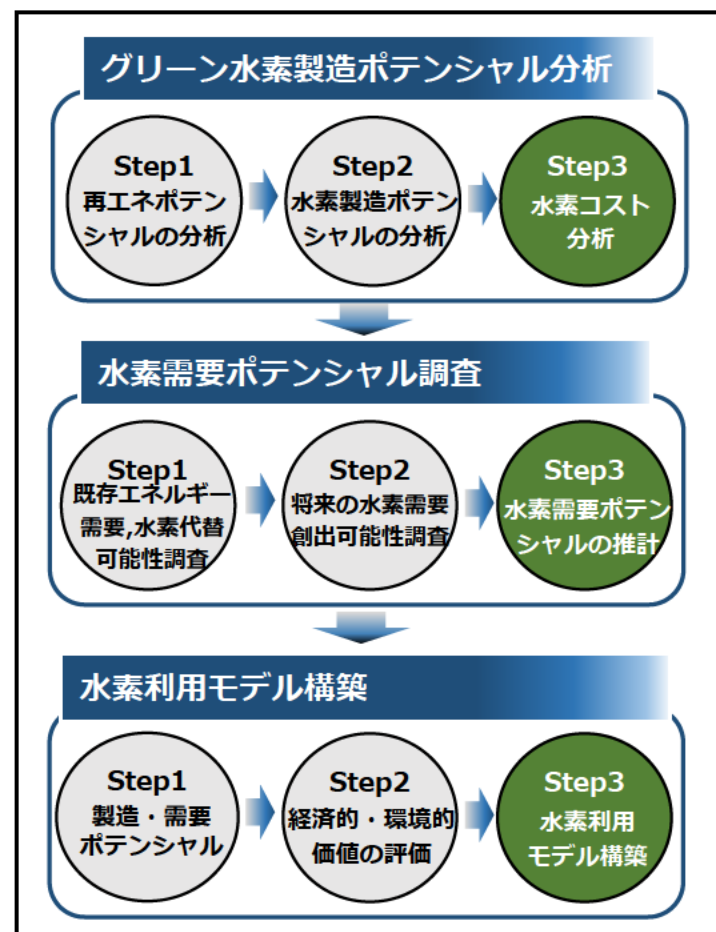 グリーン水素製造ポテンシャル分析
Step1
再エネポテン
シャルの分析
Step2
水素製造ポテン
シャルの分析
Step3
水素コスト
分析
水素需要ポテンシャル調査
Step1
既存エネルギー
需要,水素代替
可能性調査
Step2
将来の水素需要
創出可能性調査
Step3
水素需要ポテン
シャルの推計
水素利用モデル構築
Step1
製造・需要
ポテンシャル
Step2
経済的・環境的
価値の評価
Step3
水素利用
モデル構築